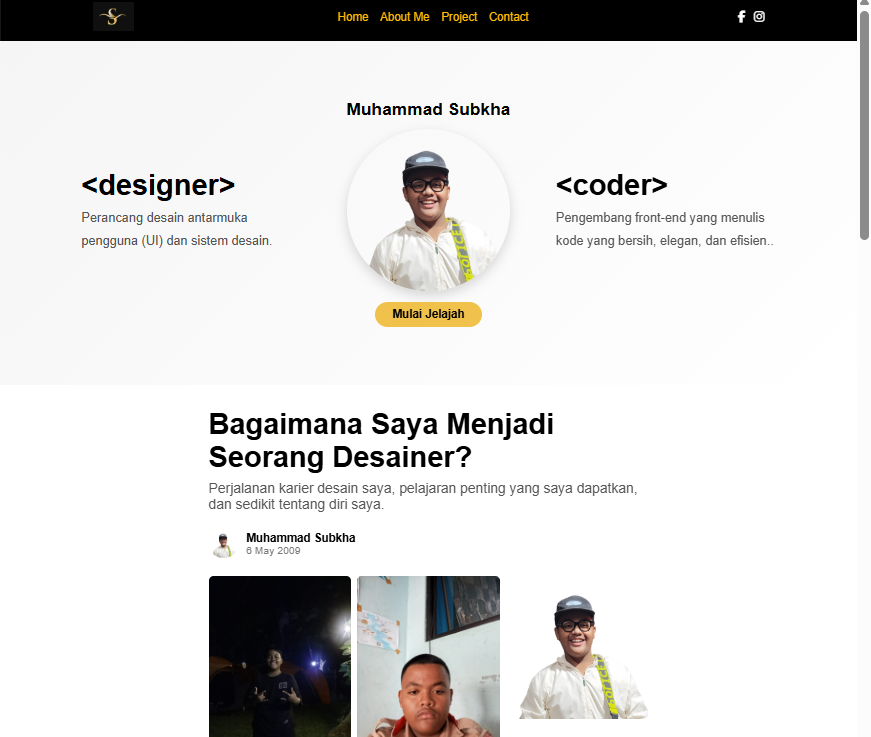 Home About Me Project Contact
Muhammad Subkha
<designer>
Perancang desain antarmuka
pengguna (UI) dan sistem desain.
OFFICE
<coder>
Pengembang front-end yang menulis
kode yang bersih, elegan, dan efisien..
Mulai Jelajah
Bagaimana Saya Menjadi
Seorang Desainer?
Perjalanan karier desain saya, pelajaran penting yang saya dapatkan,
dan sedikit tentang diri saya.
Muhammad Subkha
6 May 2009